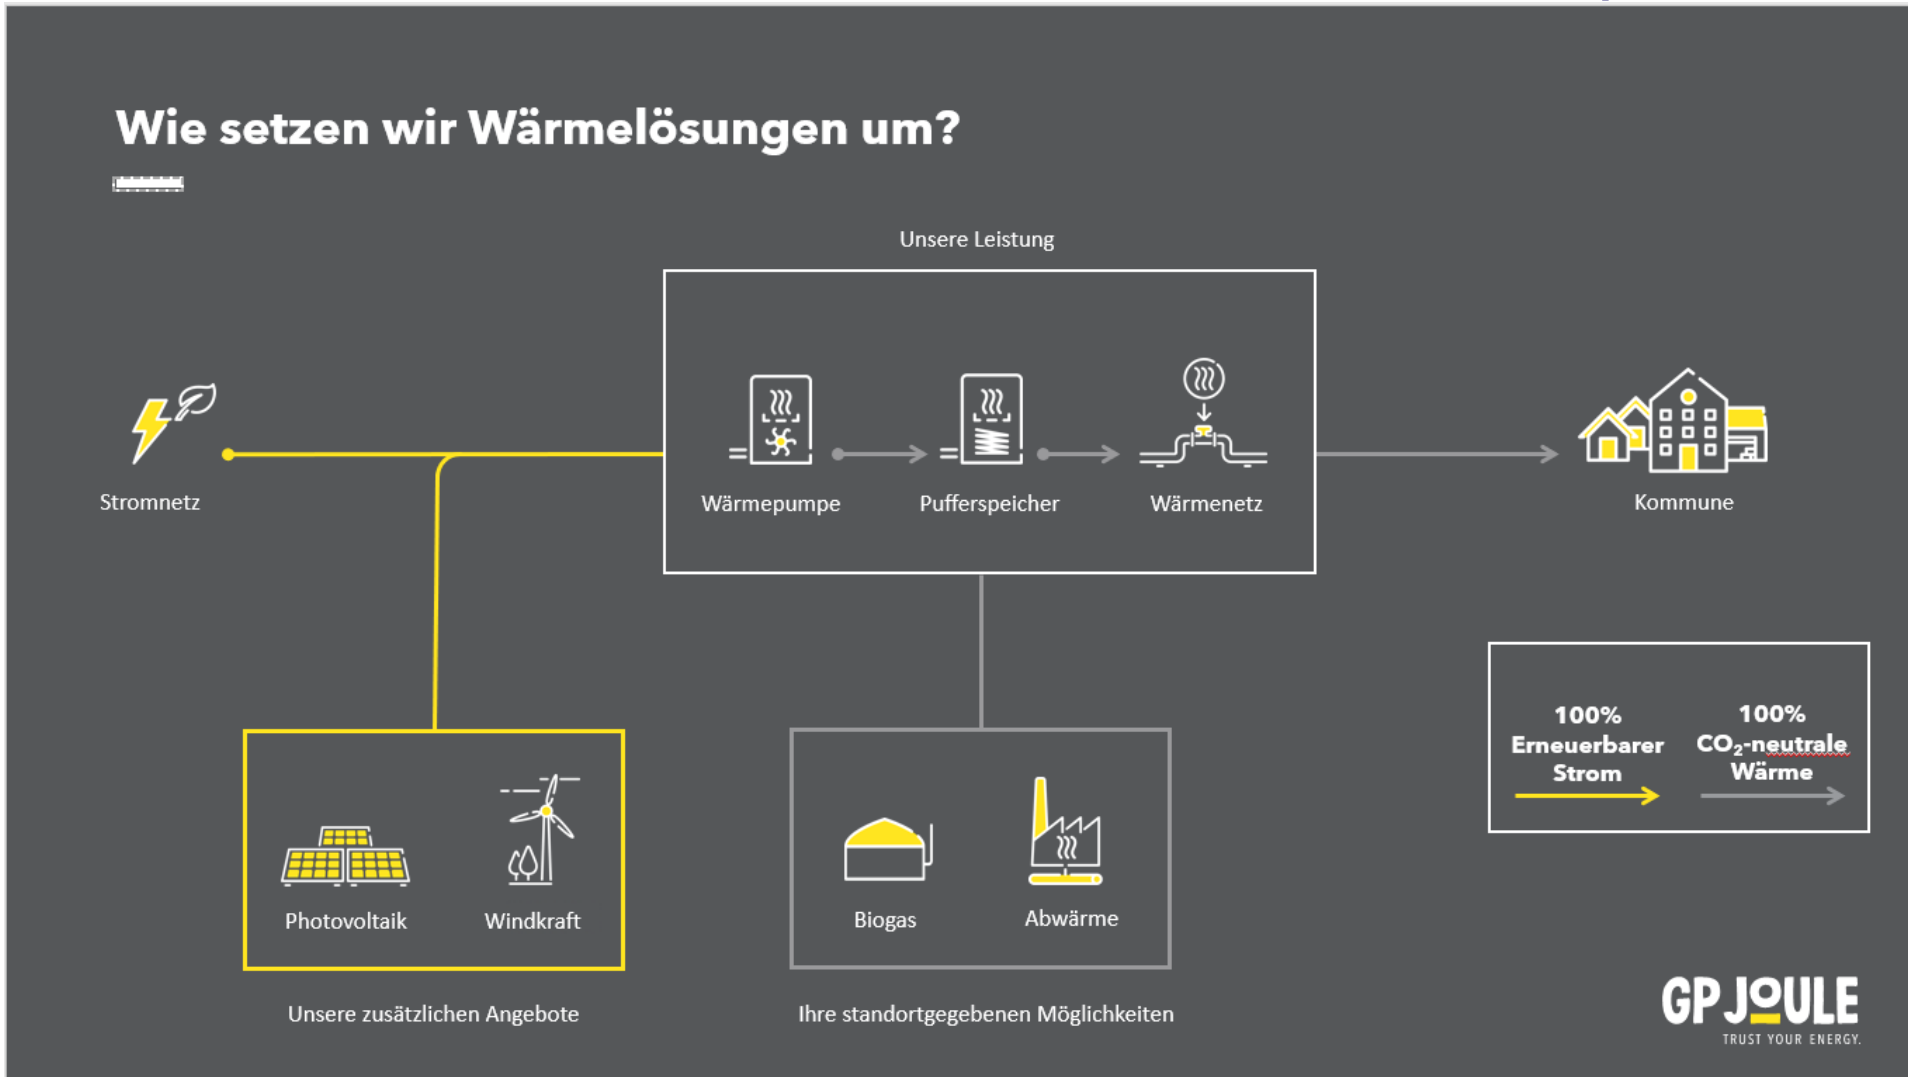 Wie setzen wir Wärmelösungen um?
Unsere Leistung
Stromnetz
Wärmepumpe
Pufferspeicher
Wärmenetz
Kommune
100%
Erneuerbarer
Strom
100%
CO₂-neutrale
Wärme
Photovoltaik
Windkraft
Biogas
Abwärme
Unsere zusätzlichen Angebote
Ihre standortgegebenen Möglichkeiten
GP JOULE
TRUST YOUR ENERGY.